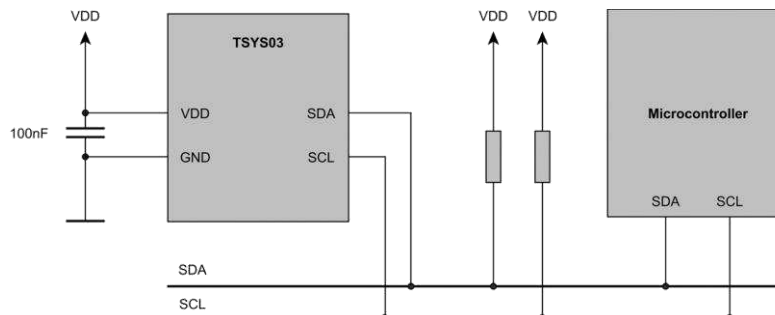 VDD
TSYS03
VDD
VDD
VDD
SDA
100nF
Microcontroller
GND
SCL
SDA
SCL
SDA
SCL